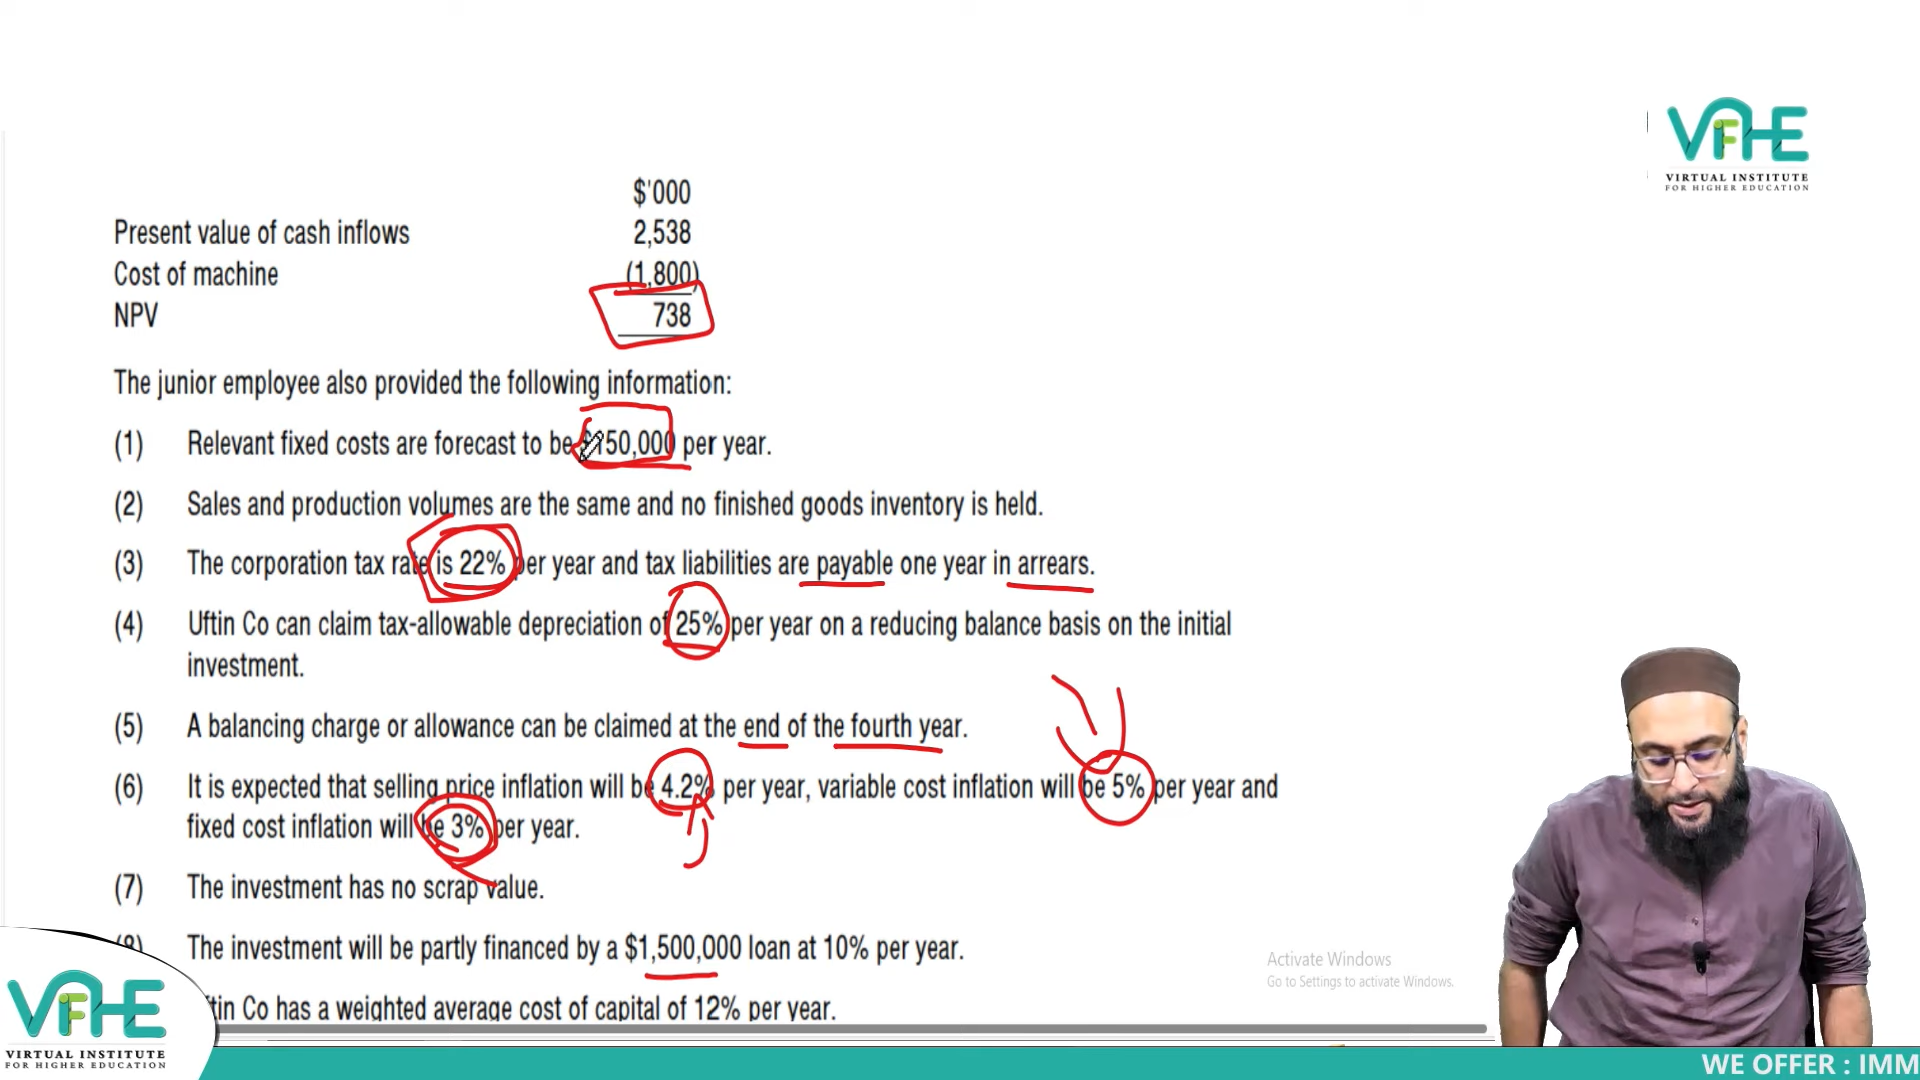 VFHE
VIRTUAL INSTITUTE
FOR HIGHER EDUCATION
$'000
Present value of cash inflows 2,538
Cost of machine (1,800)
NPV 738
The junior employee also provided the following information:
(1) Relevant fixed costs are forecast to be 150,000 per year.
(2) Sales and production volumes are the same and no finished goods inventory is held.
(3) The corporation tax rate is 22% per year and tax liabilities are payable one year in arrears.
(4) Uftin Co can claim tax-allowable depreciation of 25% per year on a reducing balance basis on the initial
investment.
(5) A balancing charge or allowance can be claimed at the end of the fourth year.
(6) It is expected that selling price inflation will be 4.2% per year, variable cost inflation will be 5% per year and
fixed cost inflation will be 3% per year.
(7) The investment has no scrap value.
(8) The investment will be partly financed by a $1,500,000 loan at 10% per year.
Co has a weighted average cost of capital of 12% per year.
Activate Windows
Go to Settings to activate Windows.
VFHE
VIRTUAL INSTITUTE
FOR HIGHER EDUCATION
WE OFFER : IMM